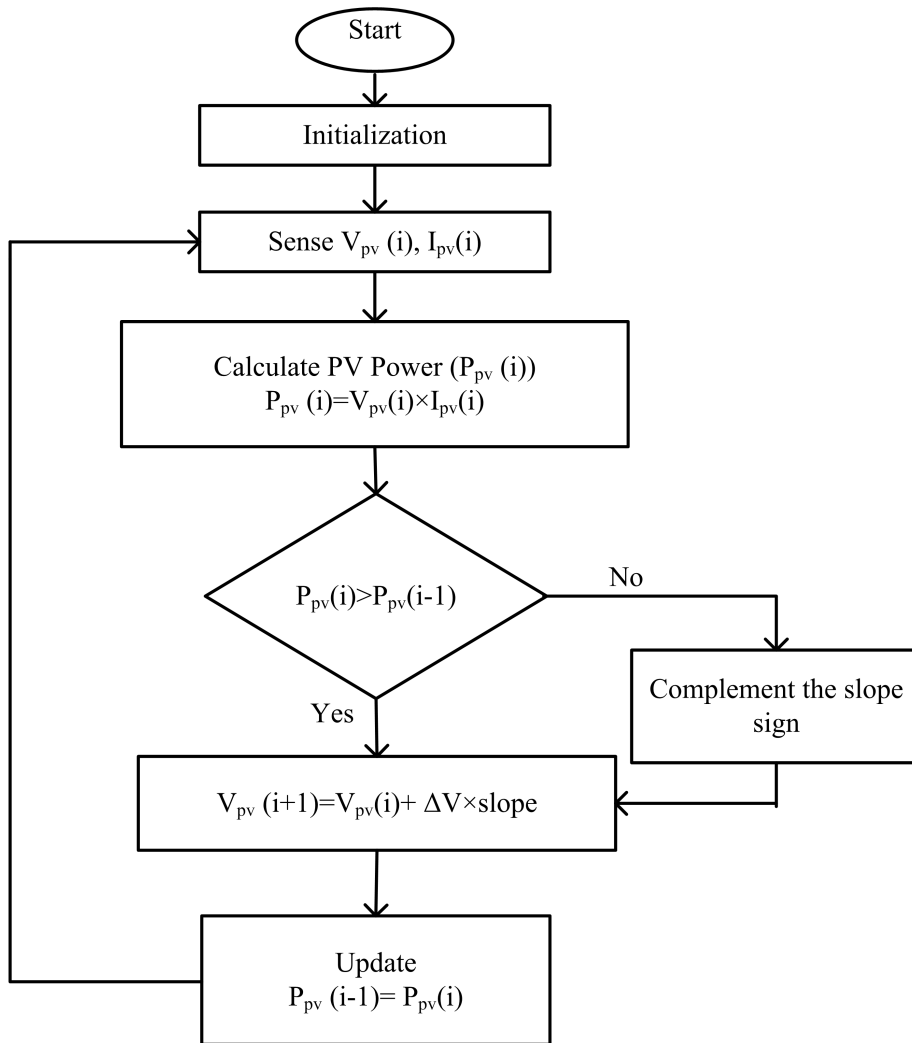 Start
Initialization
Sense Vpv (i), Ipv(i)
Calculate PV Power (Ppv (i))
Ppv (i)=Vpv(i)×Ipv(i)
Ppv(i)>Ppv(i-1)
No
Complement the slope
sign
Yes
Vpv (i+1)=Vpv(i)+ ΔV×slope
Update
Ppv (i-1)= Ppv(i)